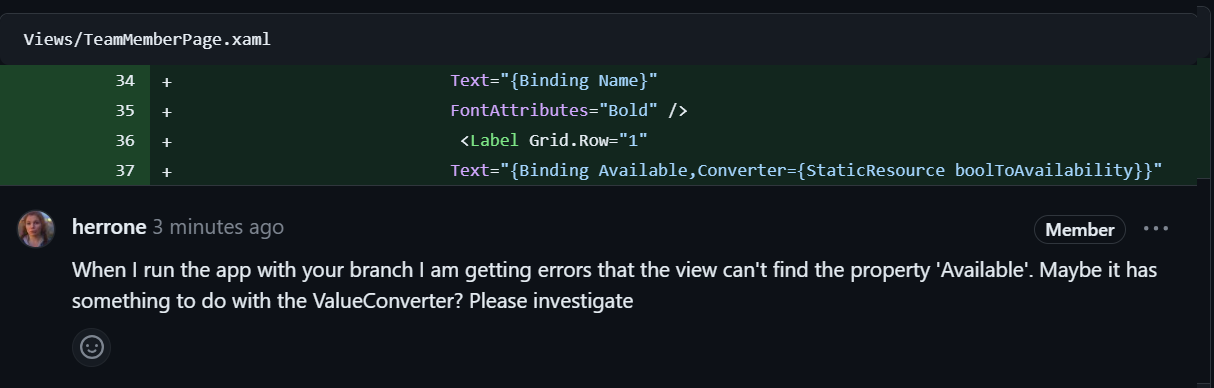 Views/TeamMemberPage.xaml
34 + Text="{Binding Name}"
35 + FontAttributes="Bold" />
36 + <Label Grid.Row="1"
37 + Text="{Binding Available,Converter={StaticResource boolToAvailability}}"
herrone 3 minutes ago Member
When I run the app with your branch I am getting errors that the view can't find the property 'Available'. Maybe it has
something to do with the ValueConverter? Please investigate